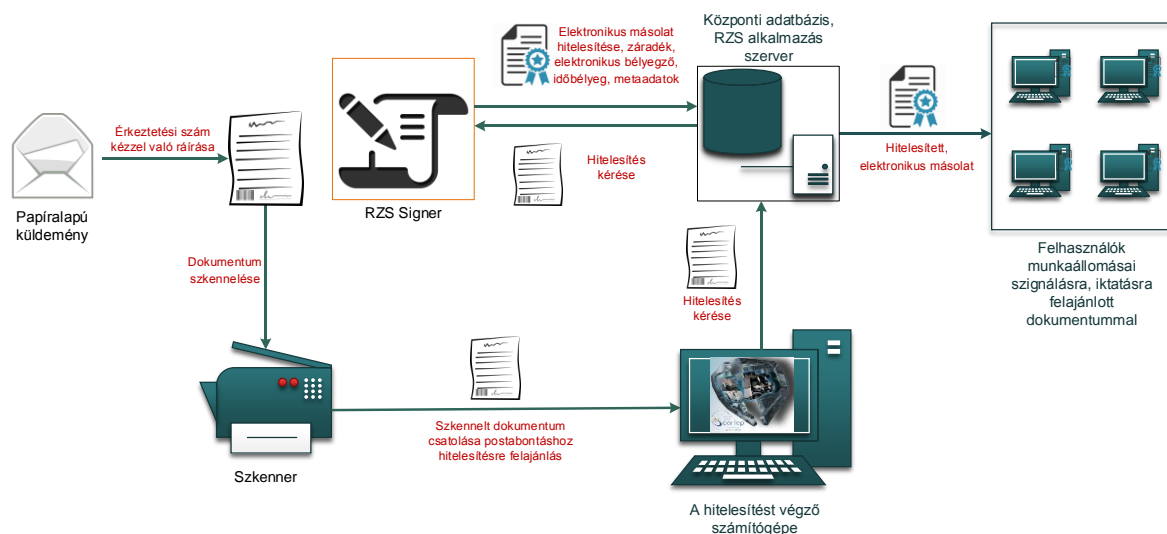 Papíralapú
küldemény
Érkeztetési szám
kézzel való ráírása
Dokumentum
szkennelése
Szkenner
Szkennelt dokumentum
csatolása postabontáshoz
hitelesítésre felajánlás
A hitelesítést végző
számítógépe
Hitelesítés
kérése
RZS Signer
Hitelesítés
kérése
Elektronikus másolat
hitelesítése, záradék,
elektronikus bélyegző,
időbélyeg, metaadatok
Központi adatbázis,
RZS alkalmazás
szerver
Hitelesített,
elektronikus másolat
Felhasználók
munkaállomásai
szignálásra, iktatásra
felajánlott
dokumentummal